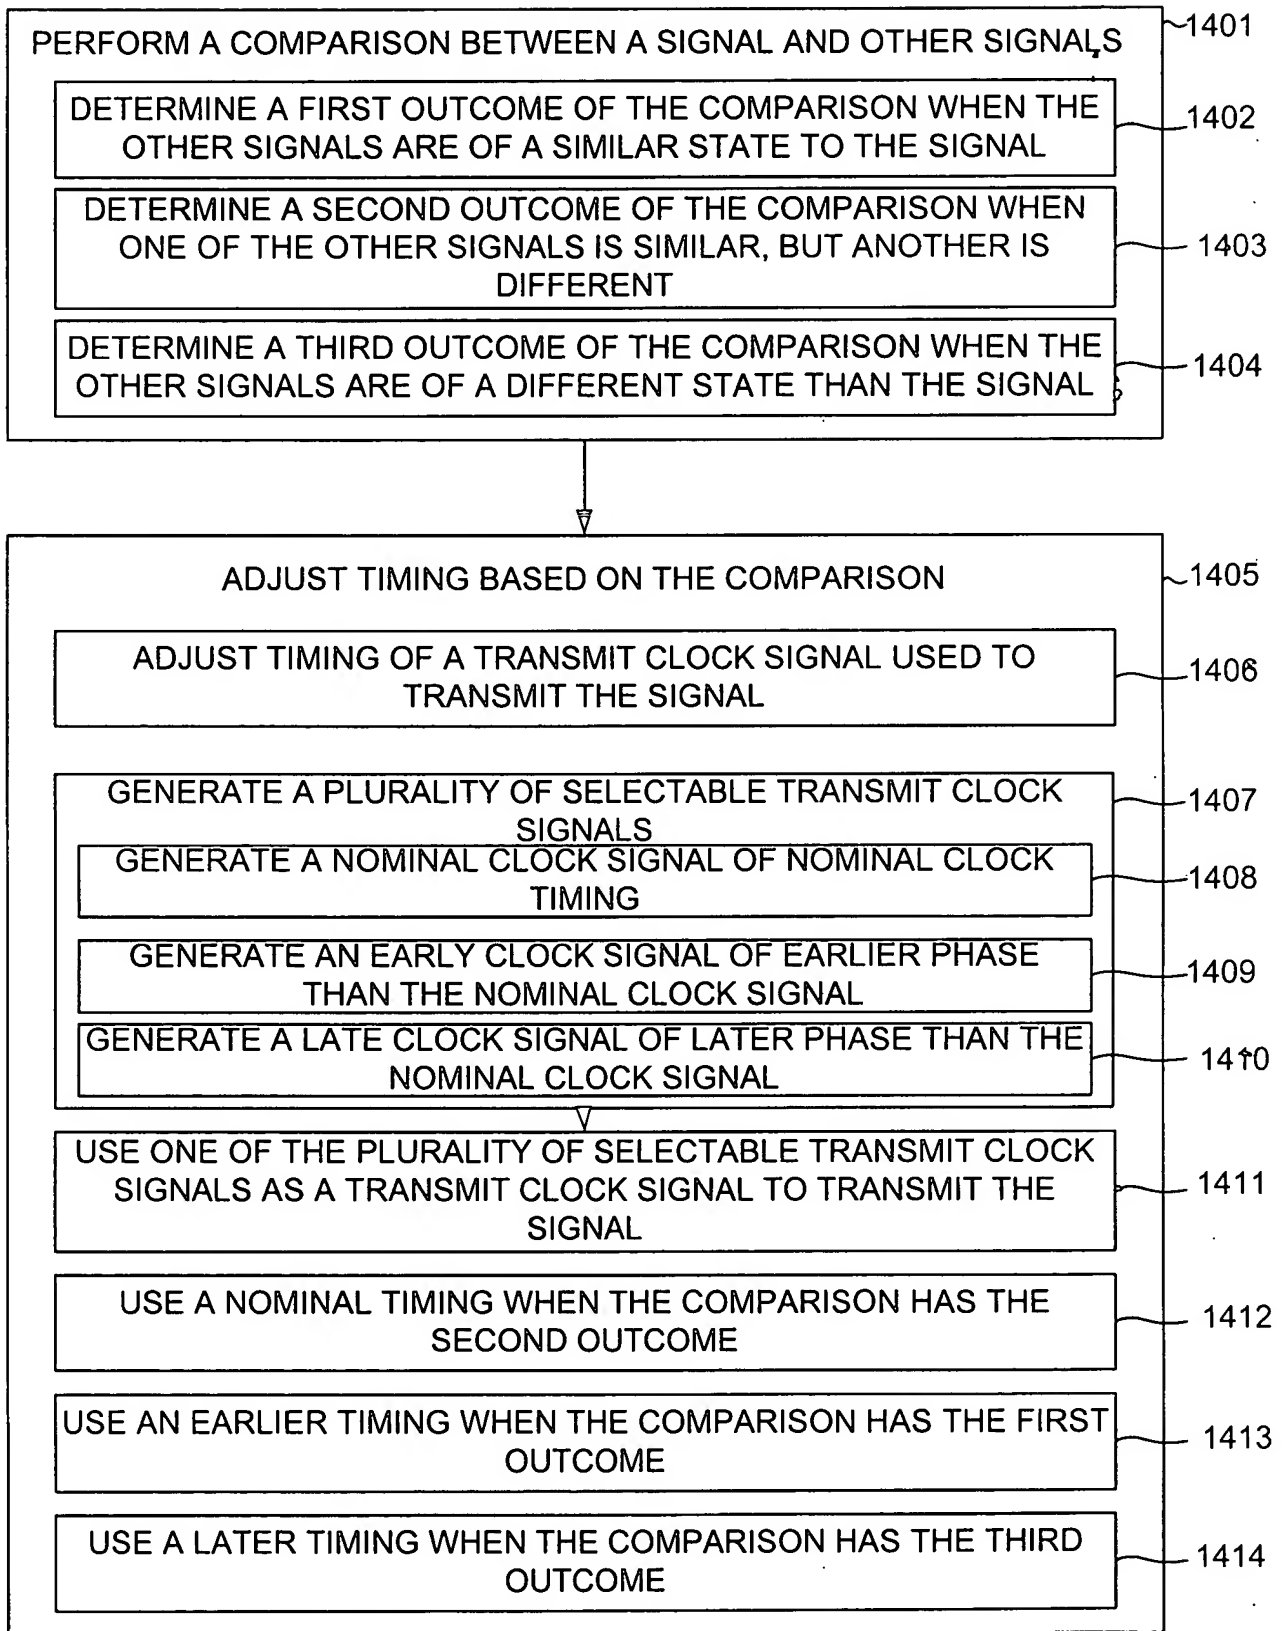 PERFORM A COMPARISON BETWEEN A SIGNAL AND OTHER SIGNALS
1401
DETERMINE A FIRST OUTCOME OF THE COMPARISON WHEN THE
OTHER SIGNALS ARE OF A SIMILAR STATE TO THE SIGNAL
1402
DETERMINE A SECOND OUTCOME OF THE COMPARISON WHEN
ONE OF THE OTHER SIGNALS IS SIMILAR, BUT ANOTHER IS
DIFFERENT
1403
DETERMINE A THIRD OUTCOME OF THE COMPARISON WHEN THE
OTHER SIGNALS ARE OF A DIFFERENT STATE THAN THE SIGNAL
1404
ADJUST TIMING BASED ON THE COMPARISON
1405
ADJUST TIMING OF A TRANSMIT CLOCK SIGNAL USED TO
TRANSMIT THE SIGNAL
1406
GENERATE A PLURALITY OF SELECTABLE TRANSMIT CLOCK
SIGNALS
1407
GENERATE A NOMINAL CLOCK SIGNAL OF NOMINAL CLOCK
TIMING
1408
GENERATE AN EARLY CLOCK SIGNAL OF EARLIER PHASE
THAN THE NOMINAL CLOCK SIGNAL
1409
GENERATE A LATE CLOCK SIGNAL OF LATER PHASE THAN THE
NOMINAL CLOCK SIGNAL
1410
USE ONE OF THE PLURALITY OF SELECTABLE TRANSMIT CLOCK
SIGNALS AS A TRANSMIT CLOCK SIGNAL TO TRANSMIT THE
SIGNAL
1411
USE A NOMINAL TIMING WHEN THE COMPARISON HAS THE
SECOND OUTCOME
1412
USE AN EARLIER TIMING WHEN THE COMPARISON HAS THE FIRST
OUTCOME
1413
USE A LATER TIMING WHEN THE COMPARISON HAS THE THIRD
OUTCOME
1414